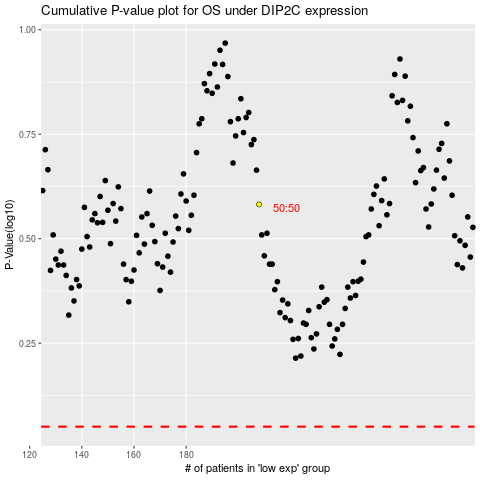 Cumulative P-value plot for OS under DIP2C expression
P-Value(log10)
1.00
0.75
0.50
0.25
50:50
120 140 160 180
# of patients in 'low exp' group